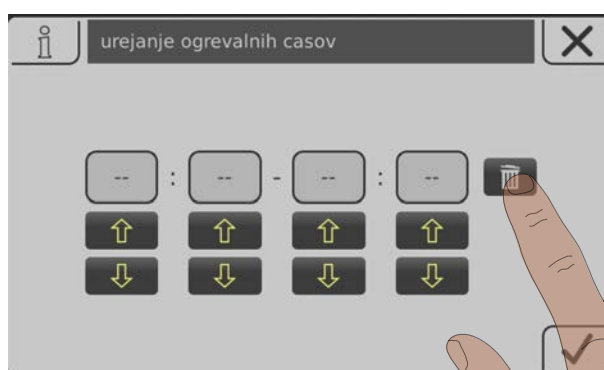 urejanje ogrevalnih casov
-- : -- - -- : --